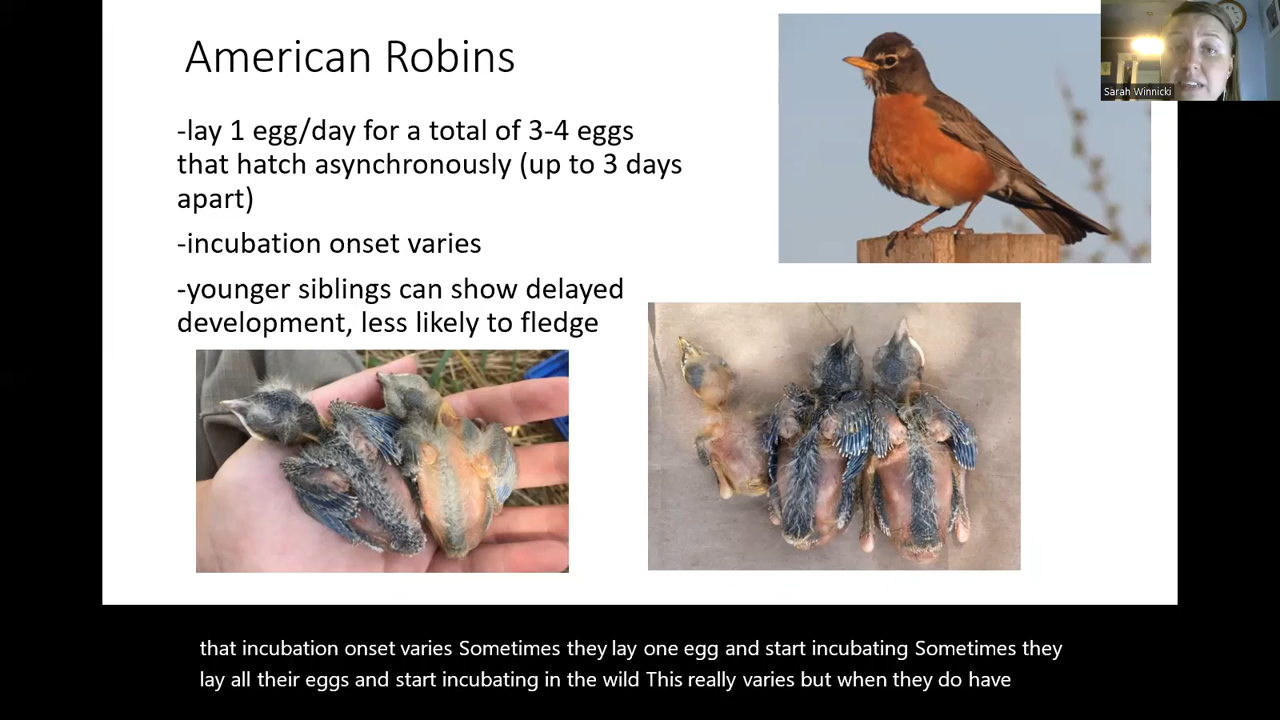 American Robins
-lay 1 egg/day for a total of 3-4 eggs
that hatch asynchronously (up to 3 days
apart)
-incubation onset varies
-younger siblings can show delayed
development, less likely to fledge
Sarah Winnicki
that incubation onset varies Sometimes they lay one egg and start incubating Sometimes they
lay all their eggs and start incubating in the wild This really varies but when they do have